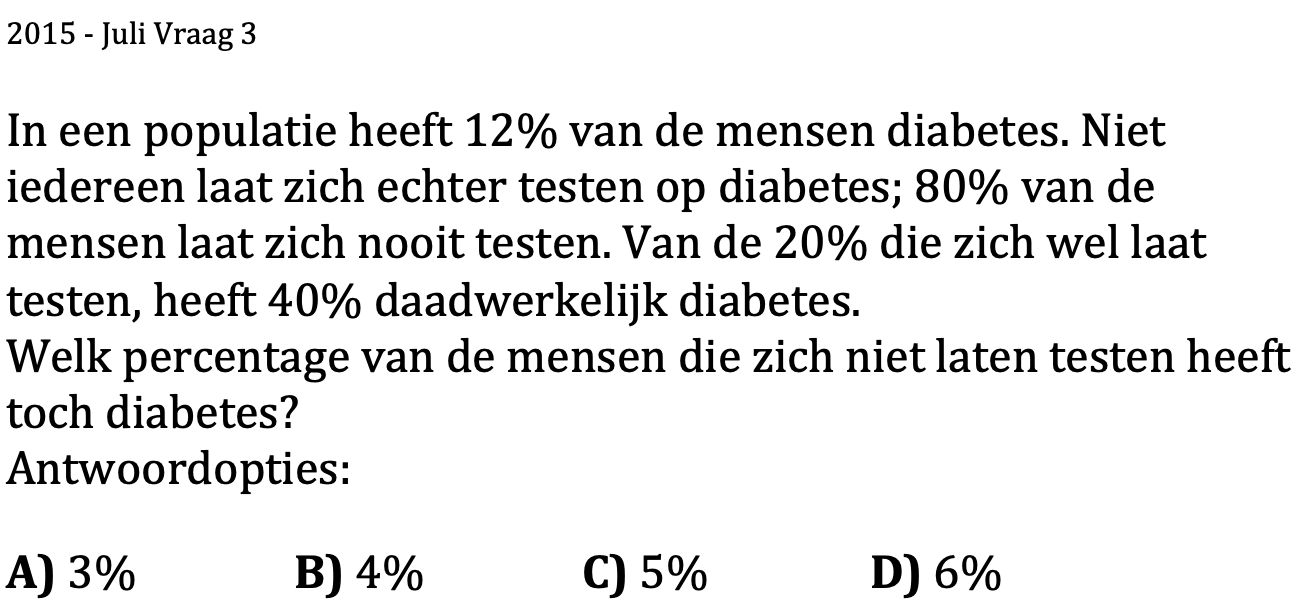 2015 - Juli Vraag 3
In een populatie heeft 12% van de mensen diabetes. Niet
iedereen laat zich echter testen op diabetes; 80% van de
mensen laat zich nooit testen. Van de 20% die zich wel laat
testen, heeft 40% daadwerkelijk diabetes.
Welk percentage van de mensen die zich niet laten testen heeft
toch diabetes?
Antwoordopties:
A) 3% B) 4% C) 5% D) 6%